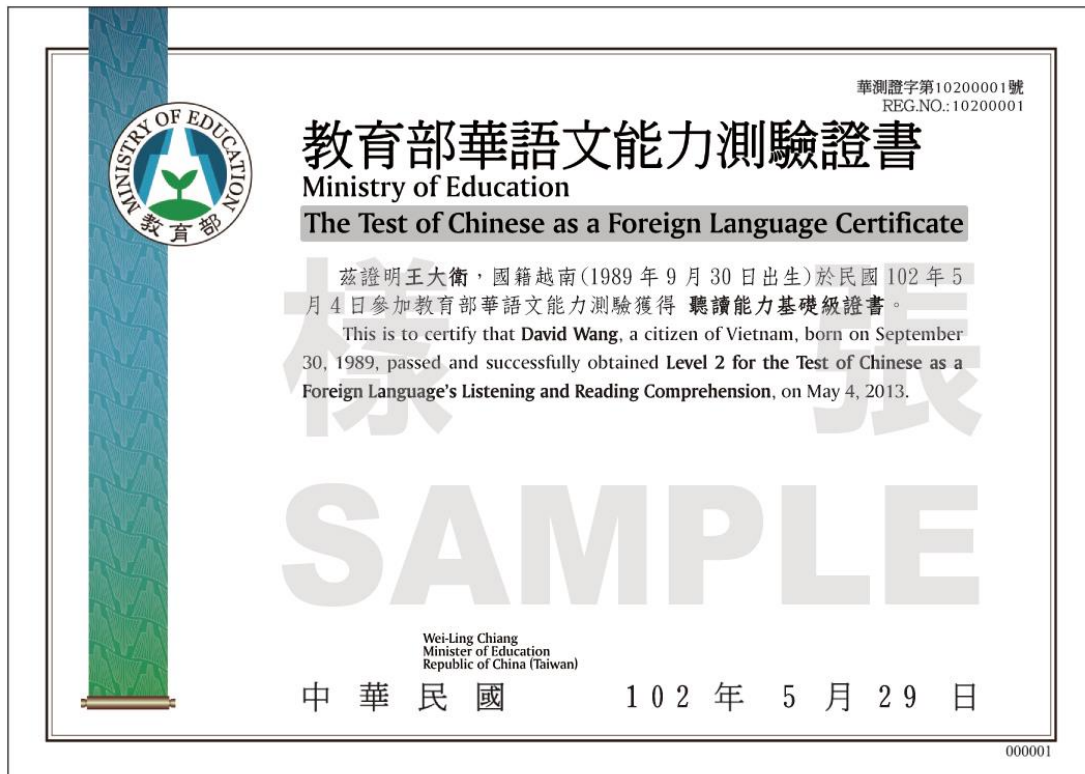 華測證字第10200001號
REG.NO.:10200001
MINISTRY OF EDUCATION
教育部
教育部華語文能力測驗證書
Ministry of Education
The Test of Chinese as a Foreign Language Certificate
茲證明王大衛，國籍越南(1989 年 9 月 30 日出生)於民國 102 年 5
月 4 日參加教育部華語文能力測驗獲得 聽讀能力基礎級證書。
This is to certify that David Wang, a citizen of Vietnam, born on September
30, 1989, passed and successfully obtained Level 2 for the Test of Chinese as a
Foreign Language's Listening and Reading Comprehension, on May 4, 2013.
樣張
SAMPLE
Wei-Ling Chiang
Minister of Education
Republic of China (Taiwan)
中 華 民 國 102 年 5 月 29 日
000001